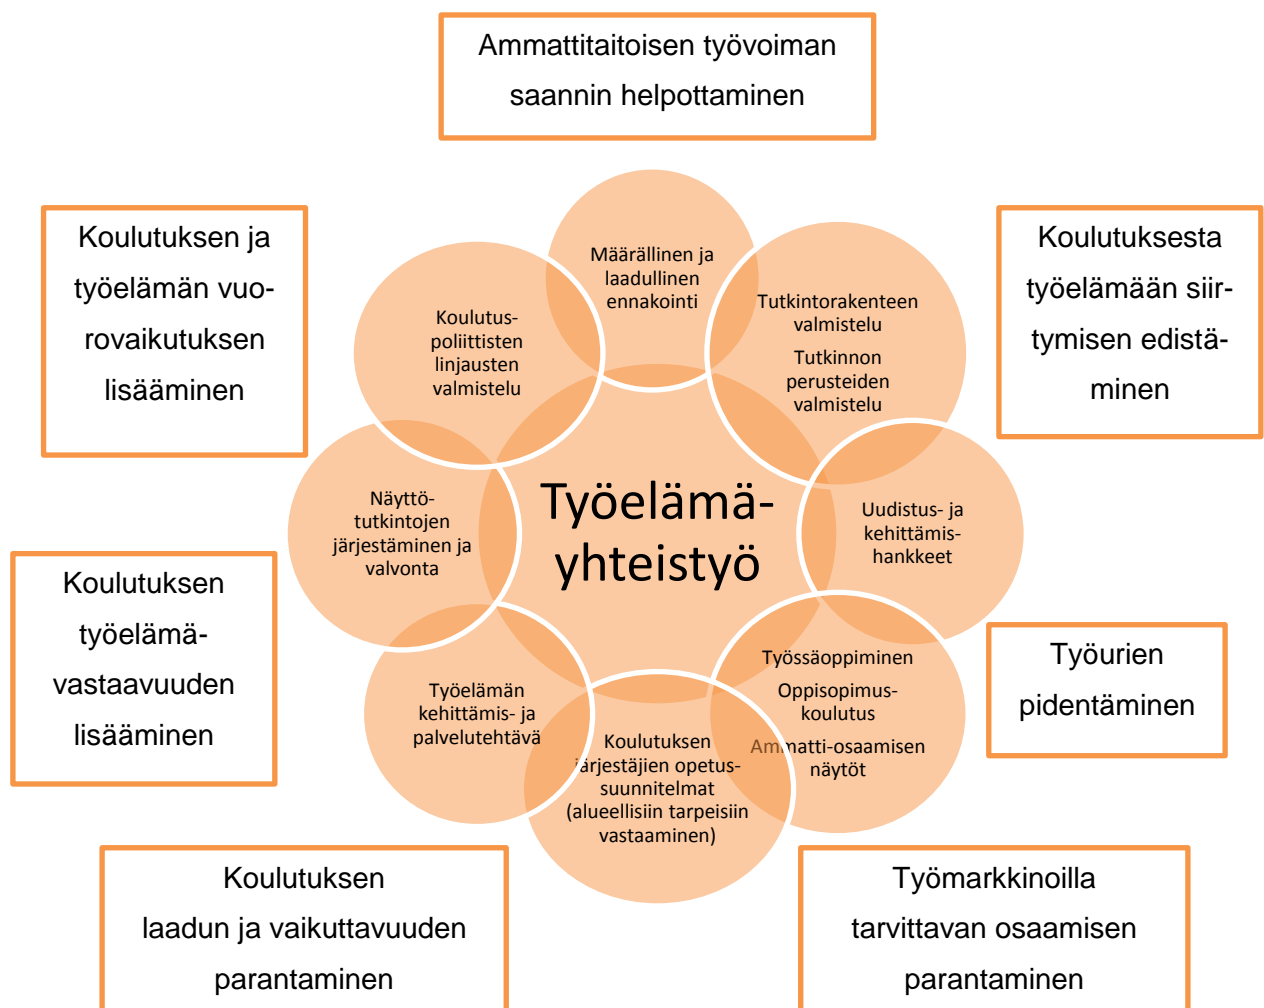 Ammattitaitoisen työvoiman
saannin helpottaminen
Koulutuksen ja
työelämän vuo-
rovaikutuksen
lisääminen
Koulutuksesta
työelämään siir-
tymisen edistä-
minen
Määrällinen ja
laadullinen
ennakointi
Tutkintorakenteen
valmistelu
Tutkinnon
perusteiden
valmistelu
Koulutus-
poliittisten
linjausten
valmistelu
Näyttö-
tutkintojen
järjestäminen ja
valvonta
Työelämä-
yhteistyö
Uudistus- ja
kehittämis-
hankkeet
Koulutuksen
työelämä-
vastaavuuden
lisääminen
Työurien
pidentäminen
Työelämän
kehittämis- ja
palvelutehtävä
Koulutuksen
järjestäjien opetus-
suunnitelmat
(alueellisiin tarpeisiin
vastaaminen)
Työssäoppiminen
Oppisopimus-
koulutus
Ammatti-osaamisen
näytöt
Koulutuksen
laadun ja vaikuttavuuden
parantaminen
Työmarkkinoilla
tarvittavan osaamisen
parantaminen